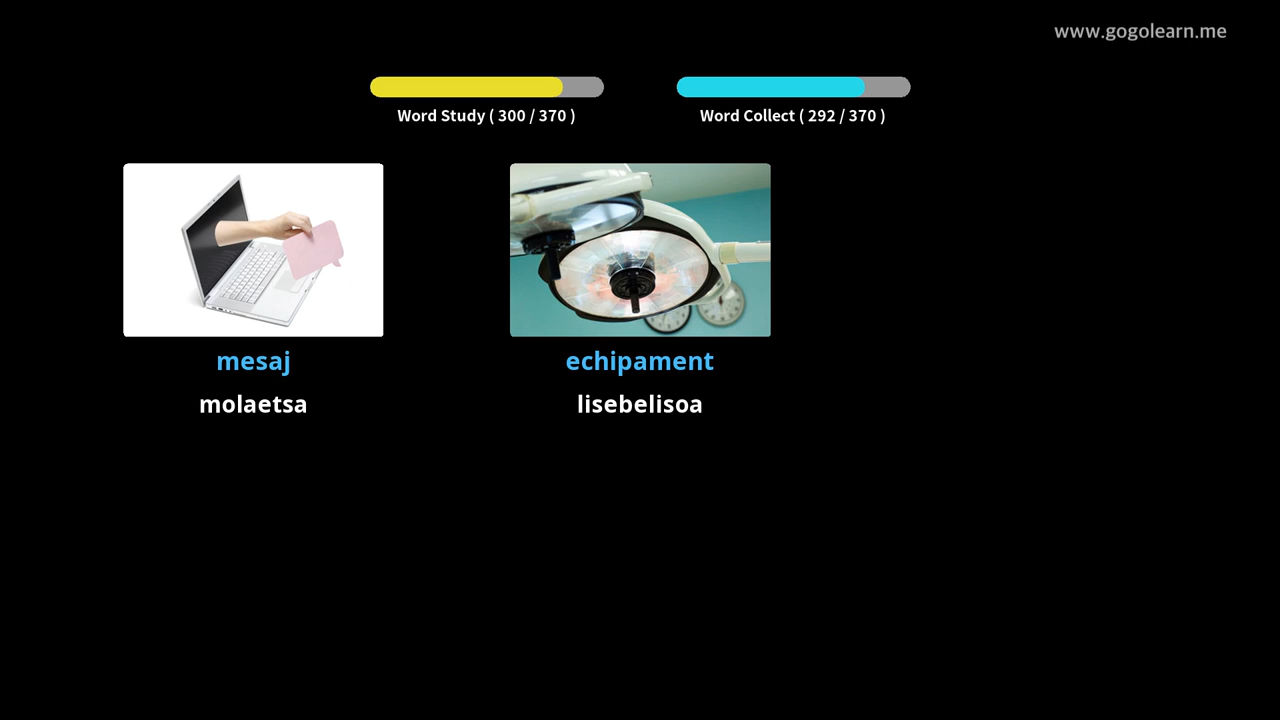 www.gogolearn.me
Word Study ( 300 / 370 )
Word Collect ( 292 / 370 )
mesaj
echipament
molaetsa
lisebelisoa